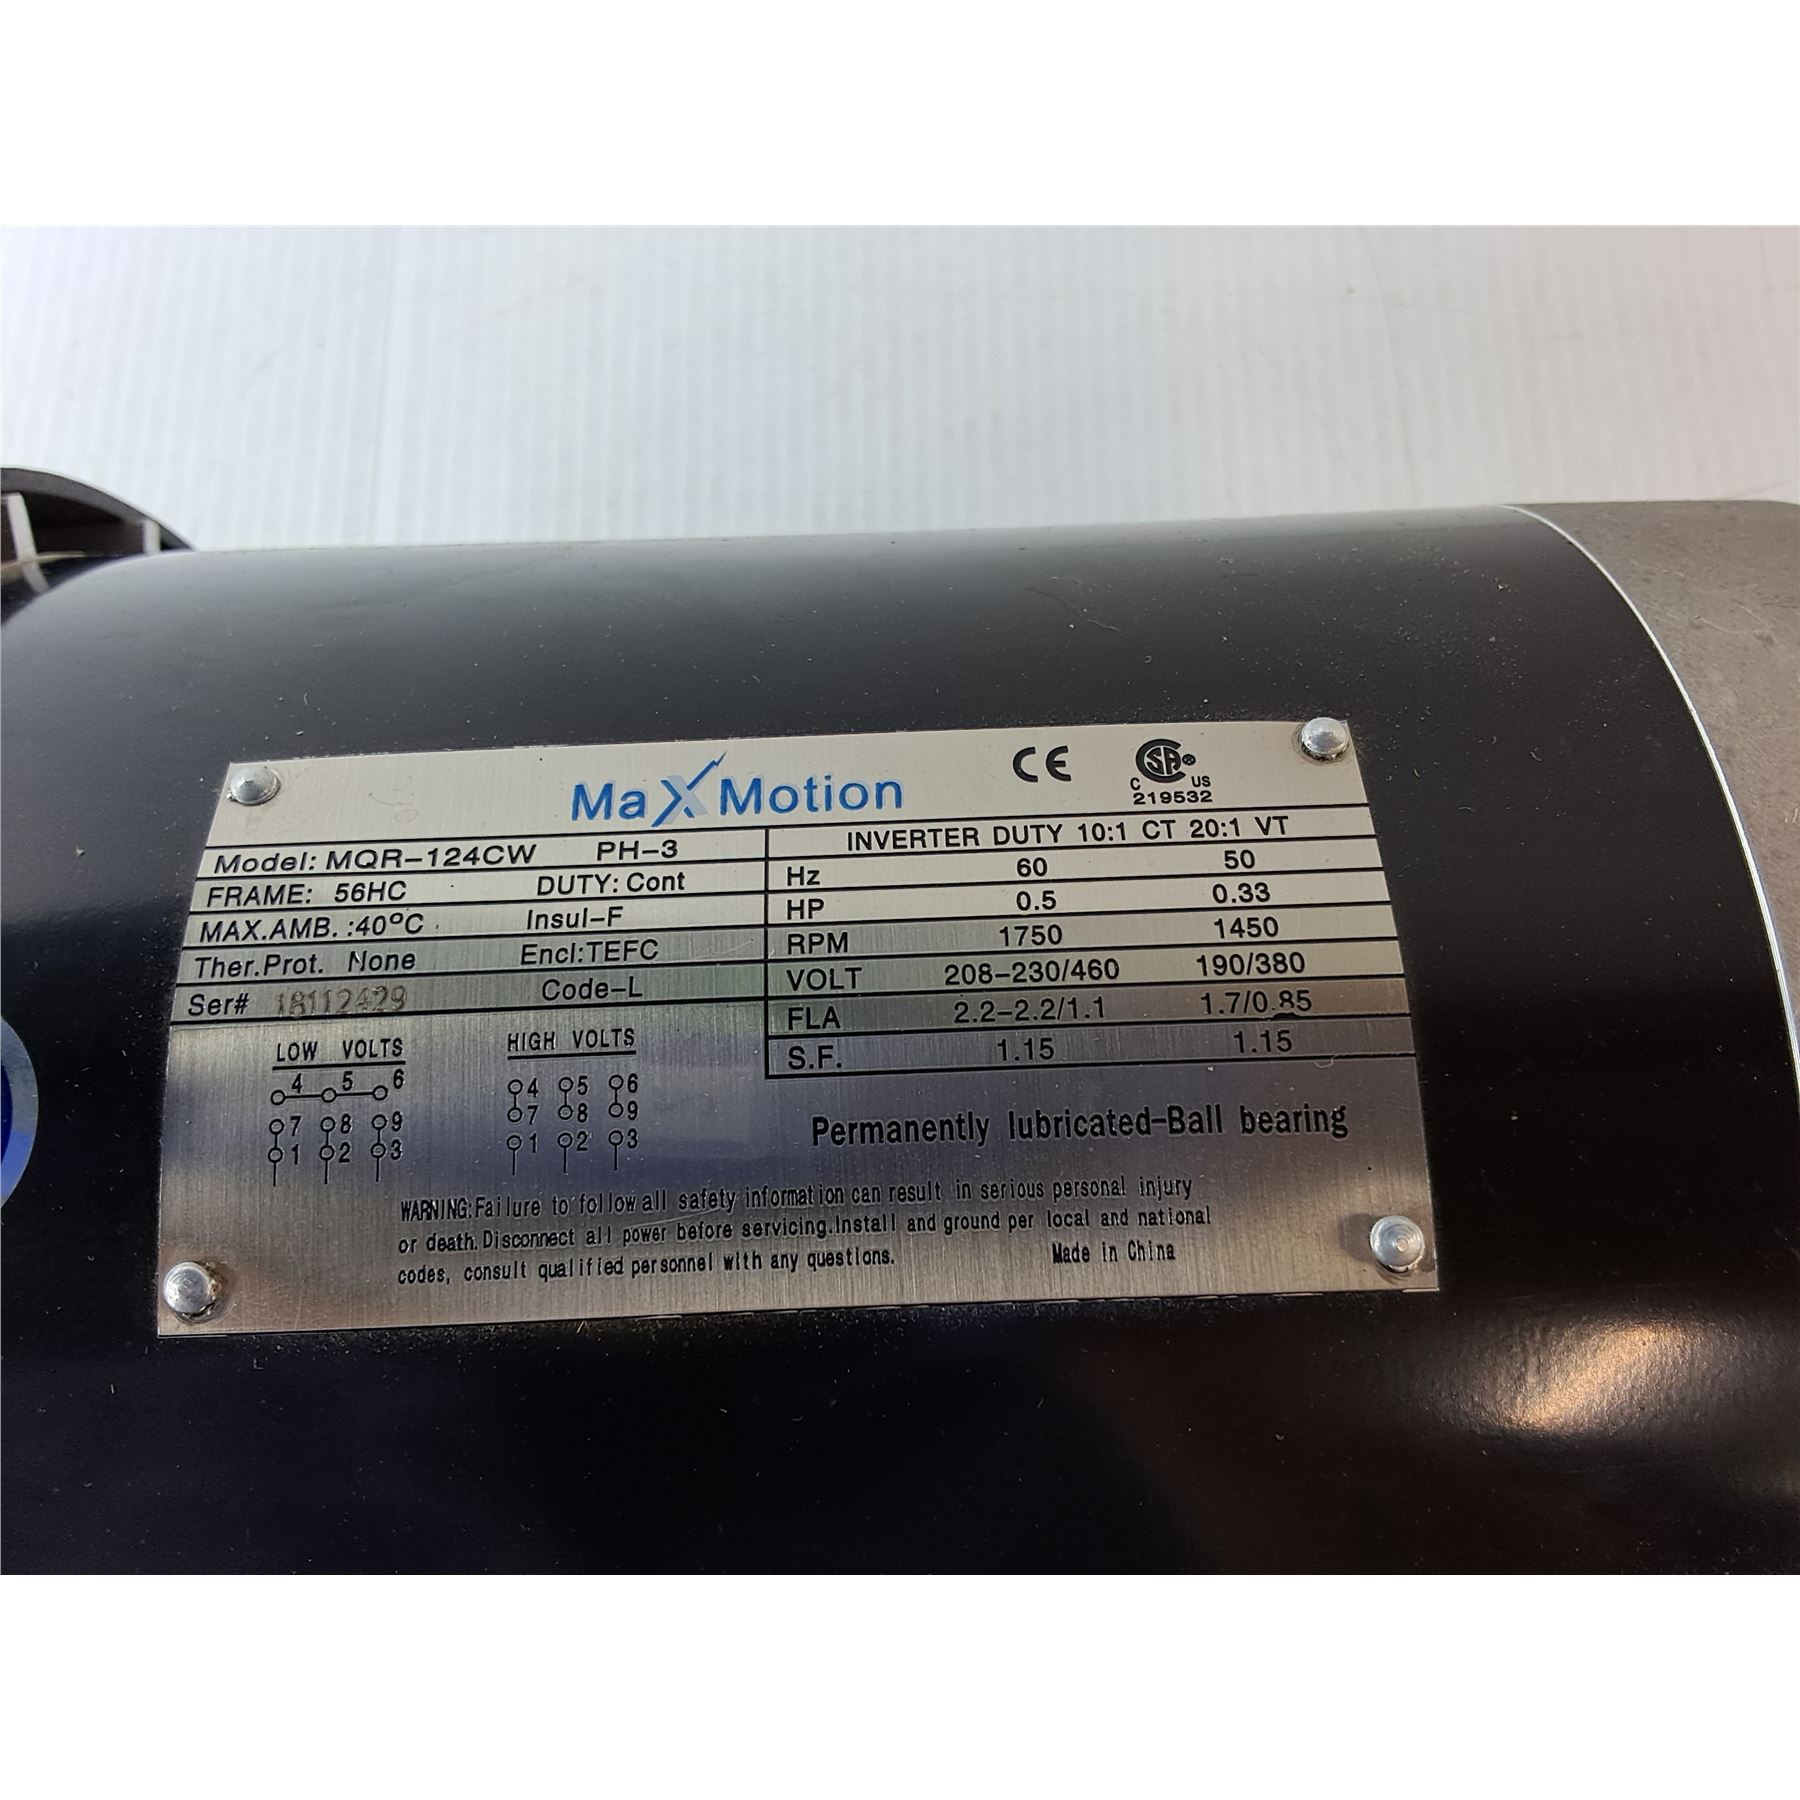 MaxMotion
CE
CSA®
C US
219532
Model: MQR-124CW PH-3
FRAME: 56HC DUTY: Cont
MAX.AMB. :40°C Insul-F
Ther.Prot. None Encl:TEFC
Ser# 18112429 Code-L
INVERTER DUTY 10:1 CT 20:1 VT
Hz 60 50
HP 0.5 0.33
RPM 1750 1450
VOLT 208-230/460 190/380
FLA 2.2-2.2/1.1 1.7/0.85
S.F. 1.15 1.15
LOW VOLTS
4 5 6
7 8 9
1 2 3
HIGH VOLTS
4 5 6
7 8 9
1 2 3
Permanently lubricated-Ball bearing
WARNING:Failure to follow all safety information can result in serious personal injury
or death. Disconnect all power before servicing. Install and ground per local and national
codes, consult qualified personnel with any questions. Made in China